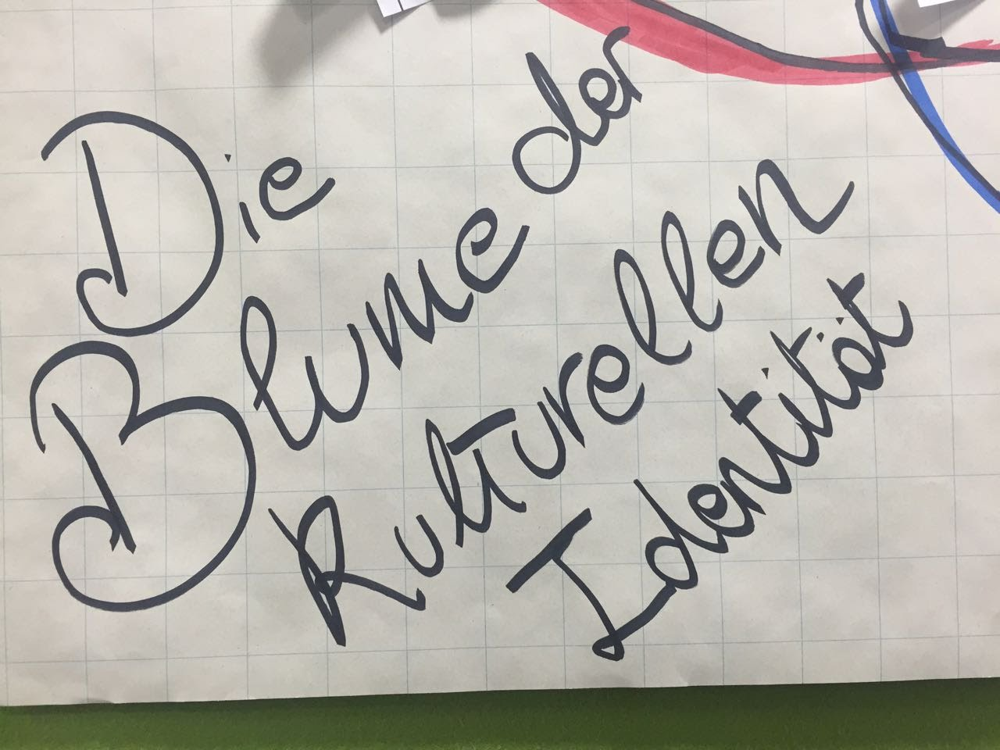 Die
Blume der
Kulturellen
Identität